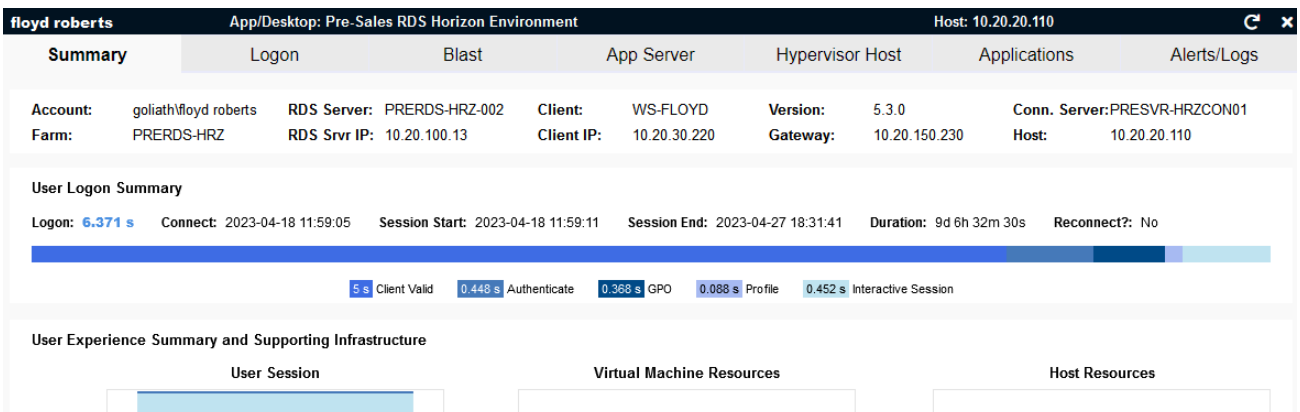 floyd roberts App/Desktop: Pre-Sales RDS Horizon Environment Host: 10.20.20.110
Summary Logon Blast App Server Hypervisor Host Applications Alerts/Logs
Account: goliath\floyd roberts RDS Server: PRERDS-HRZ-002 Client: WS-FLOYD Version: 5.3.0 Conn. Server:PRESVR-HRZCON01
Farm: PRERDS-HRZ RDS Srvr IP: 10.20.100.13 Client IP: 10.20.30.220 Gateway: 10.20.150.230 Host: 10.20.20.110
User Logon Summary
Logon: 6.371 s Connect: 2023-04-18 11:59:05 Session Start: 2023-04-18 11:59:11 Session End: 2023-04-27 18:31:41 Duration: 9d 6h 32m 30s Reconnect?: No
5 s Client Valid 0.448 s Authenticate 0.368 s GPO 0.088 s Profile 0.452 s Interactive Session
User Experience Summary and Supporting Infrastructure
User Session Virtual Machine Resources Host Resources